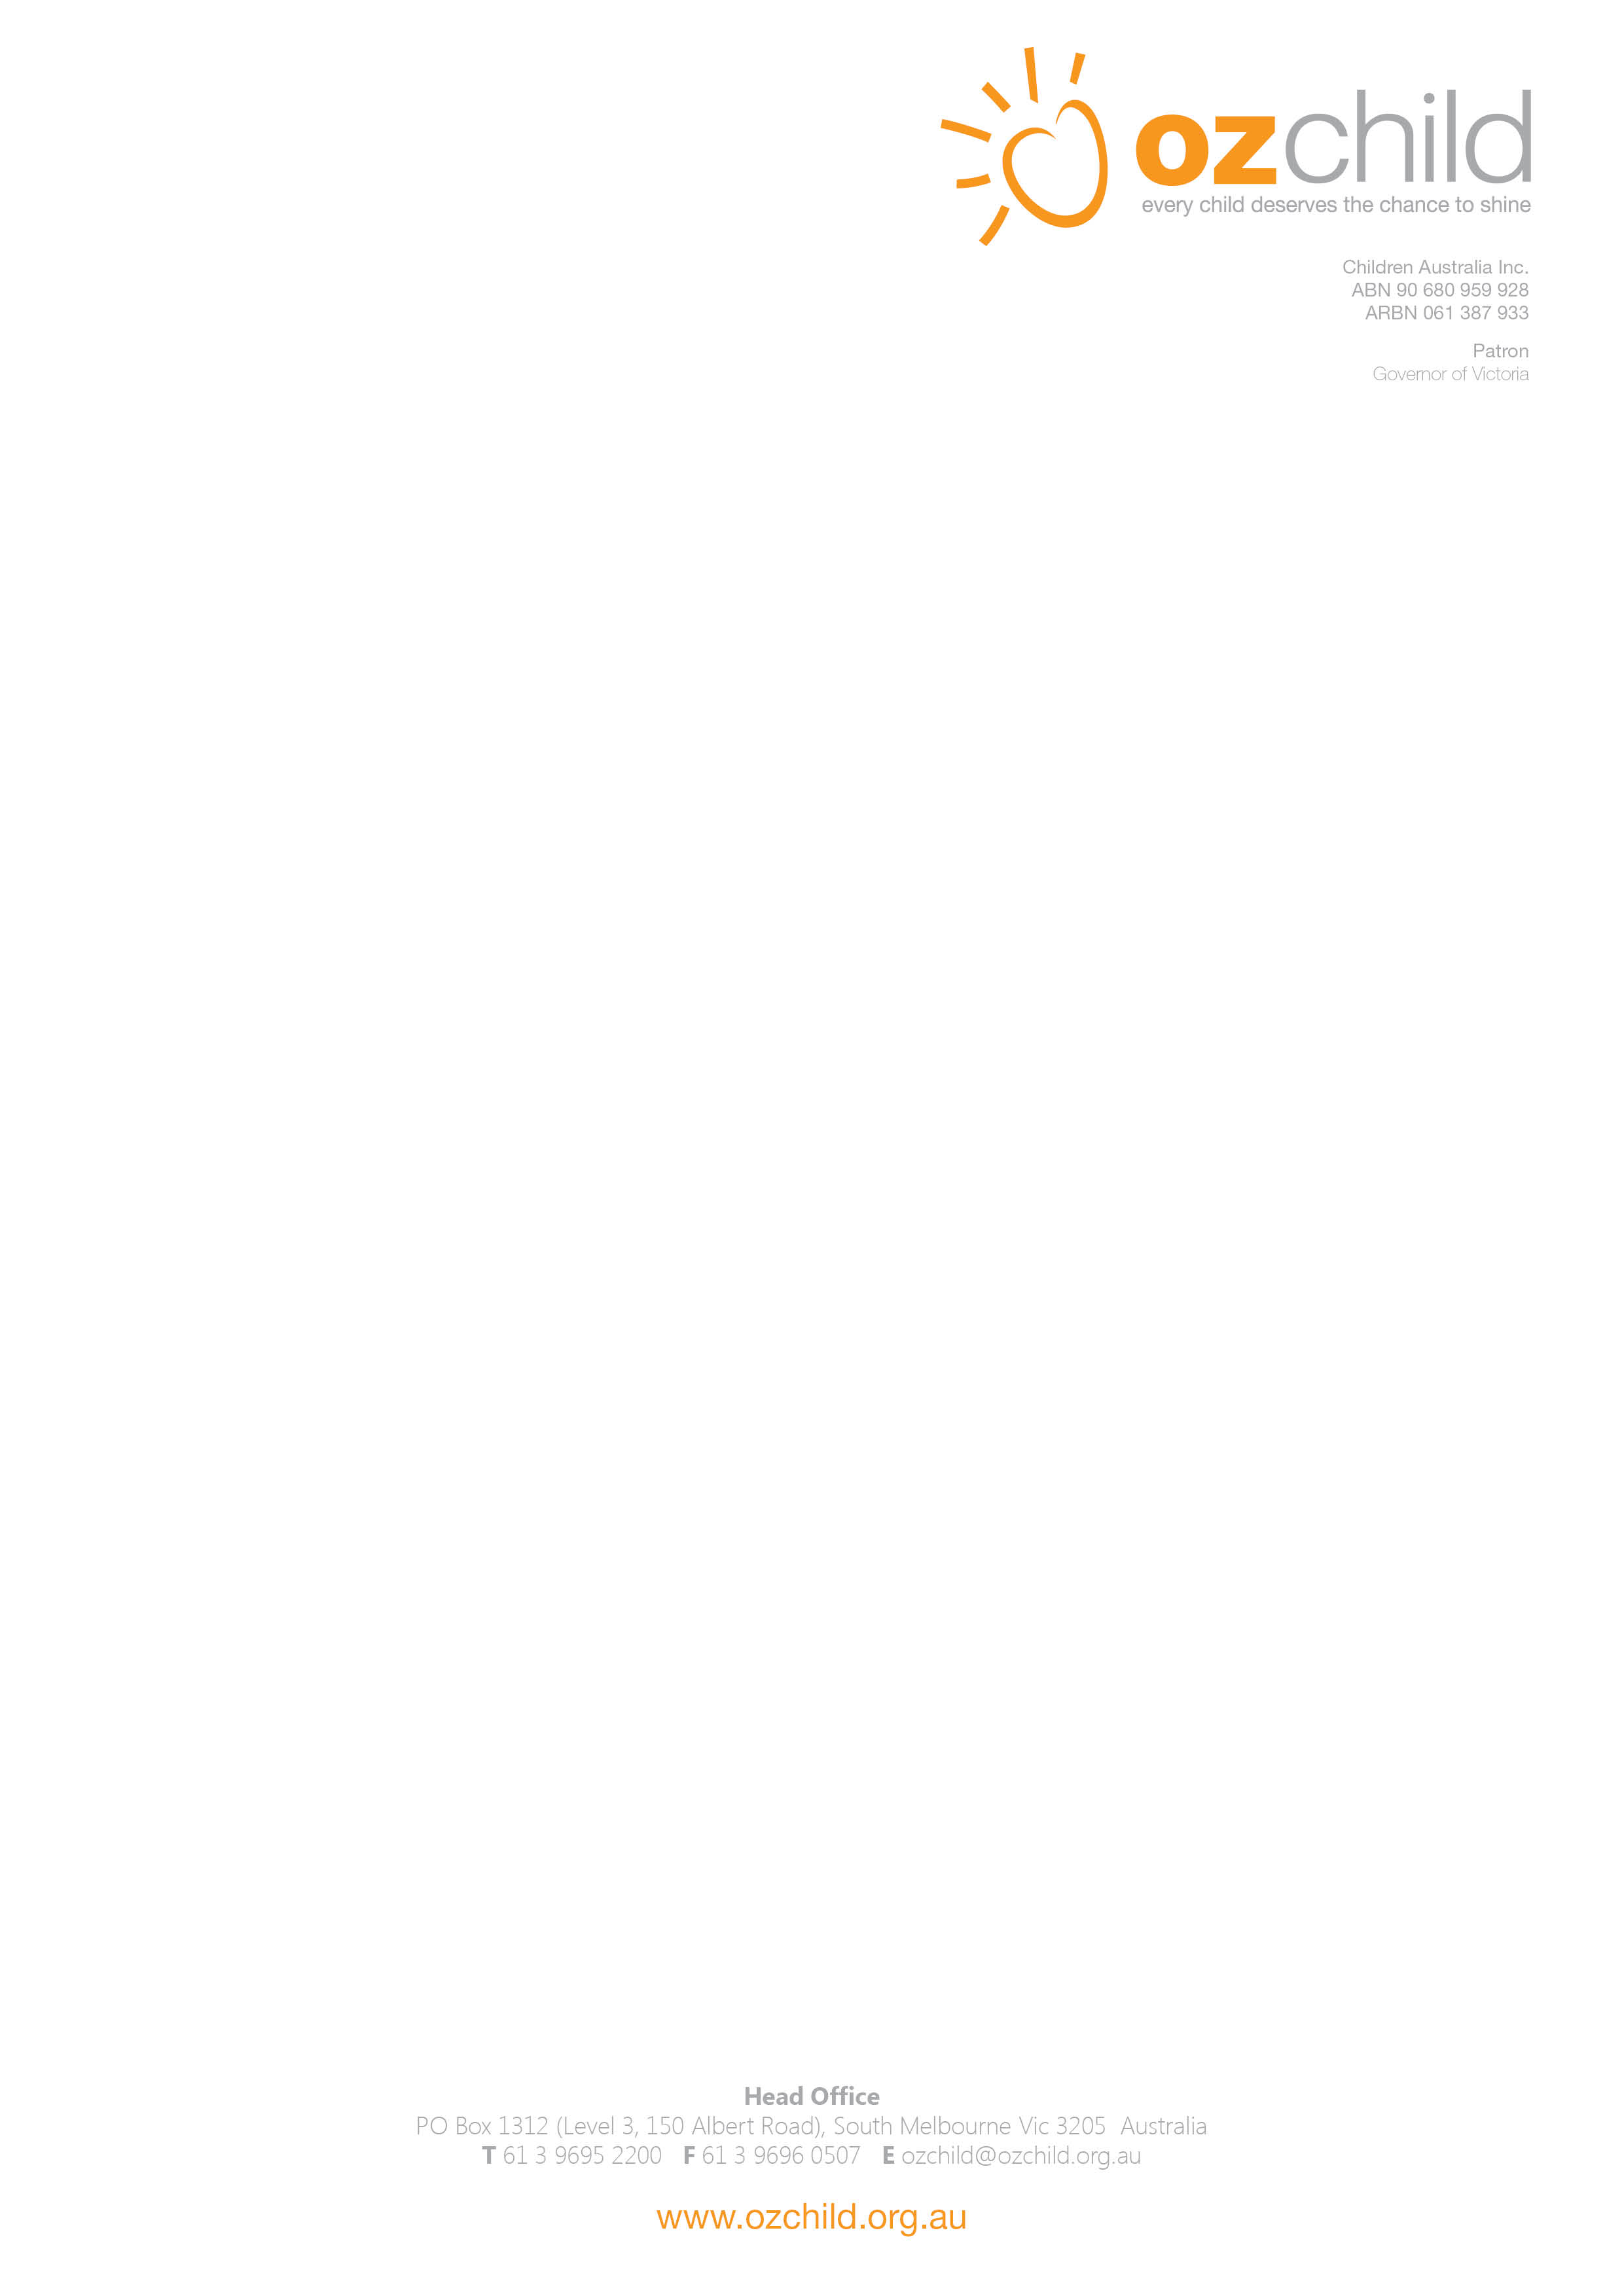 ozchild
every child deserves the chance to shine
Children Australia Inc.
ABN 90 680 959 928
ARBN 061 387 933
Patron
Governor of Victoria
Head Office
PO Box 1312 (Level 3, 150 Albert Road), South Melbourne Vic 3205  Australia
T 61 3 9695 2200   F 61 3 9696 0507   E ozchild@ozchild.org.au
www.ozchild.org.au